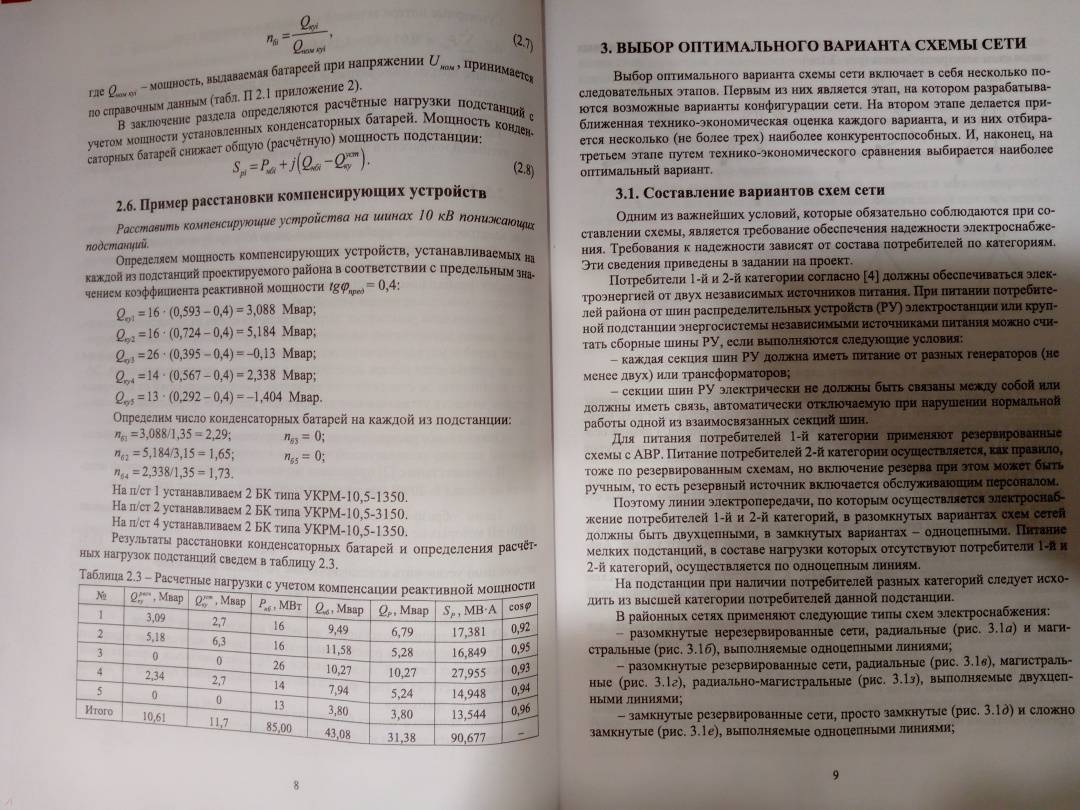 n_бi = Q_куi / Q_ном куi , (2.7)
где Q_ном куi – мощность, выдаваемая батареей при напряжении U_ном, принимается
по справочным данным (табл. П 2.1 приложение 2).
В заключение раздела определяются расчётные нагрузки подстанций с
учетом мощности установленных конденсаторных батарей. Мощность конден-
саторных батарей снижает общую (расчётную) мощность подстанции:
S_pi = P_нбi + j(Q_нбi – Q_ку^уст). (2.8)
2.6. Пример расстановки компенсирующих устройств
Расставить компенсирующие устройства на шинах 10 кВ понижающих
подстанций.
Определяем мощность компенсирующих устройств, устанавливаемых на
каждой из подстанций проектируемого района в соответствии с предельным зна-
чением коэффициента реактивной мощности tgφ_пред = 0,4:
Q_ку1 = 16 · (0,593 – 0,4) = 3,088 Мвар;
Q_ку2 = 16 · (0,724 – 0,4) = 5,184 Мвар;
Q_ку3 = 26 · (0,395 – 0,4) = –0,13 Мвар;
Q_ку4 = 14 · (0,567 – 0,4) = 2,338 Мвар;
Q_ку5 = 13 · (0,292 – 0,4) = –1,404 Мвар.
Определим число конденсаторных батарей на каждой из подстанции:
n_б1 = 3,088/1,35 = 2,29; n_б3 = 0;
n_б2 = 5,184/3,15 = 1,65; n_б5 = 0;
n_б4 = 2,338/1,35 = 1,73.
На п/ст 1 устанавливаем 2 БК типа УКРМ-10,5-1350.
На п/ст 2 устанавливаем 2 БК типа УКРМ-10,5-3150.
На п/ст 4 устанавливаем 2 БК типа УКРМ-10,5-1350.
Результаты расстановки конденсаторных батарей и определения расчёт-
ных нагрузок подстанций сведем в таблицу 2.3.
Таблица 2.3 – Расчетные нагрузки с учетом компенсации реактивной мощности
№ Q_ку^расч, Мвар Q_ку^уст, Мвар P_нб, МВт Q_нб, Мвар Q_P, Мвар S_P, МВ·А cosφ
1 3,09 2,7 16 9,49 6,79 17,381 0,92
2 5,18 6,3 16 11,58 5,28 16,849 0,95
3 0 0 26 10,27 10,27 27,955 0,93
4 2,34 2,7 14 7,94 5,24 14,948 0,94
5 0 0 13 3,80 3,80 13,544 0,96
Итого 10,61 11,7 85,00 43,08 31,38 90,677 –
8
3. ВЫБОР ОПТИМАЛЬНОГО ВАРИАНТА СХЕМЫ СЕТИ
Выбор оптимального варианта схемы сети включает в себя несколько по-
следовательных этапов. Первым из них является этап, на котором разрабатыва-
ются возможные варианты конфигурации сети. На втором этапе делается при-
ближенная технико-экономическая оценка каждого варианта, и из них отбира-
ется несколько (не более трех) наиболее конкурентоспособных. И, наконец, на
третьем этапе путем технико-экономического сравнения выбирается наиболее
оптимальный вариант.
3.1. Составление вариантов схем сети
Одним из важнейших условий, которые обязательно соблюдаются при со-
ставлении схемы, является требование обеспечения надежности электроснабже-
ния. Требования к надежности зависят от состава потребителей по категориям.
Эти сведения приведены в задании на проект.
Потребители 1-й и 2-й категории согласно [4] должны обеспечиваться элек-
троэнергией от двух независимых источников питания. При питании потребите-
лей района от шин распределительных устройств (РУ) электростанции или круп-
ной подстанции энергосистемы независимыми источниками питания можно счи-
тать сборные шины РУ, если выполняются следующие условия:
– каждая секция шин РУ должна иметь питание от разных генераторов (не
менее двух) или трансформаторов;
– секции шин РУ электрически не должны быть связаны между собой или
должны иметь связь, автоматически отключаемую при нарушении нормальной
работы одной из взаимосвязанных секций шин.
Для питания потребителей 1-й категории применяют резервированные
схемы с АВР. Питание потребителей 2-й категории осуществляется, как правило,
тоже по резервированным схемам, но включение резерва при этом может быть
ручным, то есть резервный источник включается обслуживающим персоналом.
Поэтому линии электропередачи, по которым осуществляется электроснаб-
жение потребителей 1-й и 2-й категорий, в разомкнутых вариантах схем сетей
должны быть двухцепными, в замкнутых вариантах – одноцепными. Питание
мелких подстанций, в составе нагрузки которых отсутствуют потребители 1-й и
2-й категорий, осуществляется по одноцепным линиям.
На подстанции при наличии потребителей разных категорий следует исхо-
дить из высшей категории потребителей данной подстанции.
В районных сетях применяют следующие типы схем электроснабжения:
– разомкнутые нерезервированные сети, радиальные (рис. 3.1а) и маги-
стральные (рис. 3.1б), выполняемые одноцепными линиями;
– разомкнутые резервированные сети, радиальные (рис. 3.1в), магистраль-
ные (рис. 3.1г), радиально-магистральные (рис. 3.1з), выполняемые двухцеп-
ными линиями;
– замкнутые резервированные сети, просто замкнутые (рис. 3.1д) и сложно
замкнутые (рис. 3.1е), выполняемые одноцепными линиями;
9